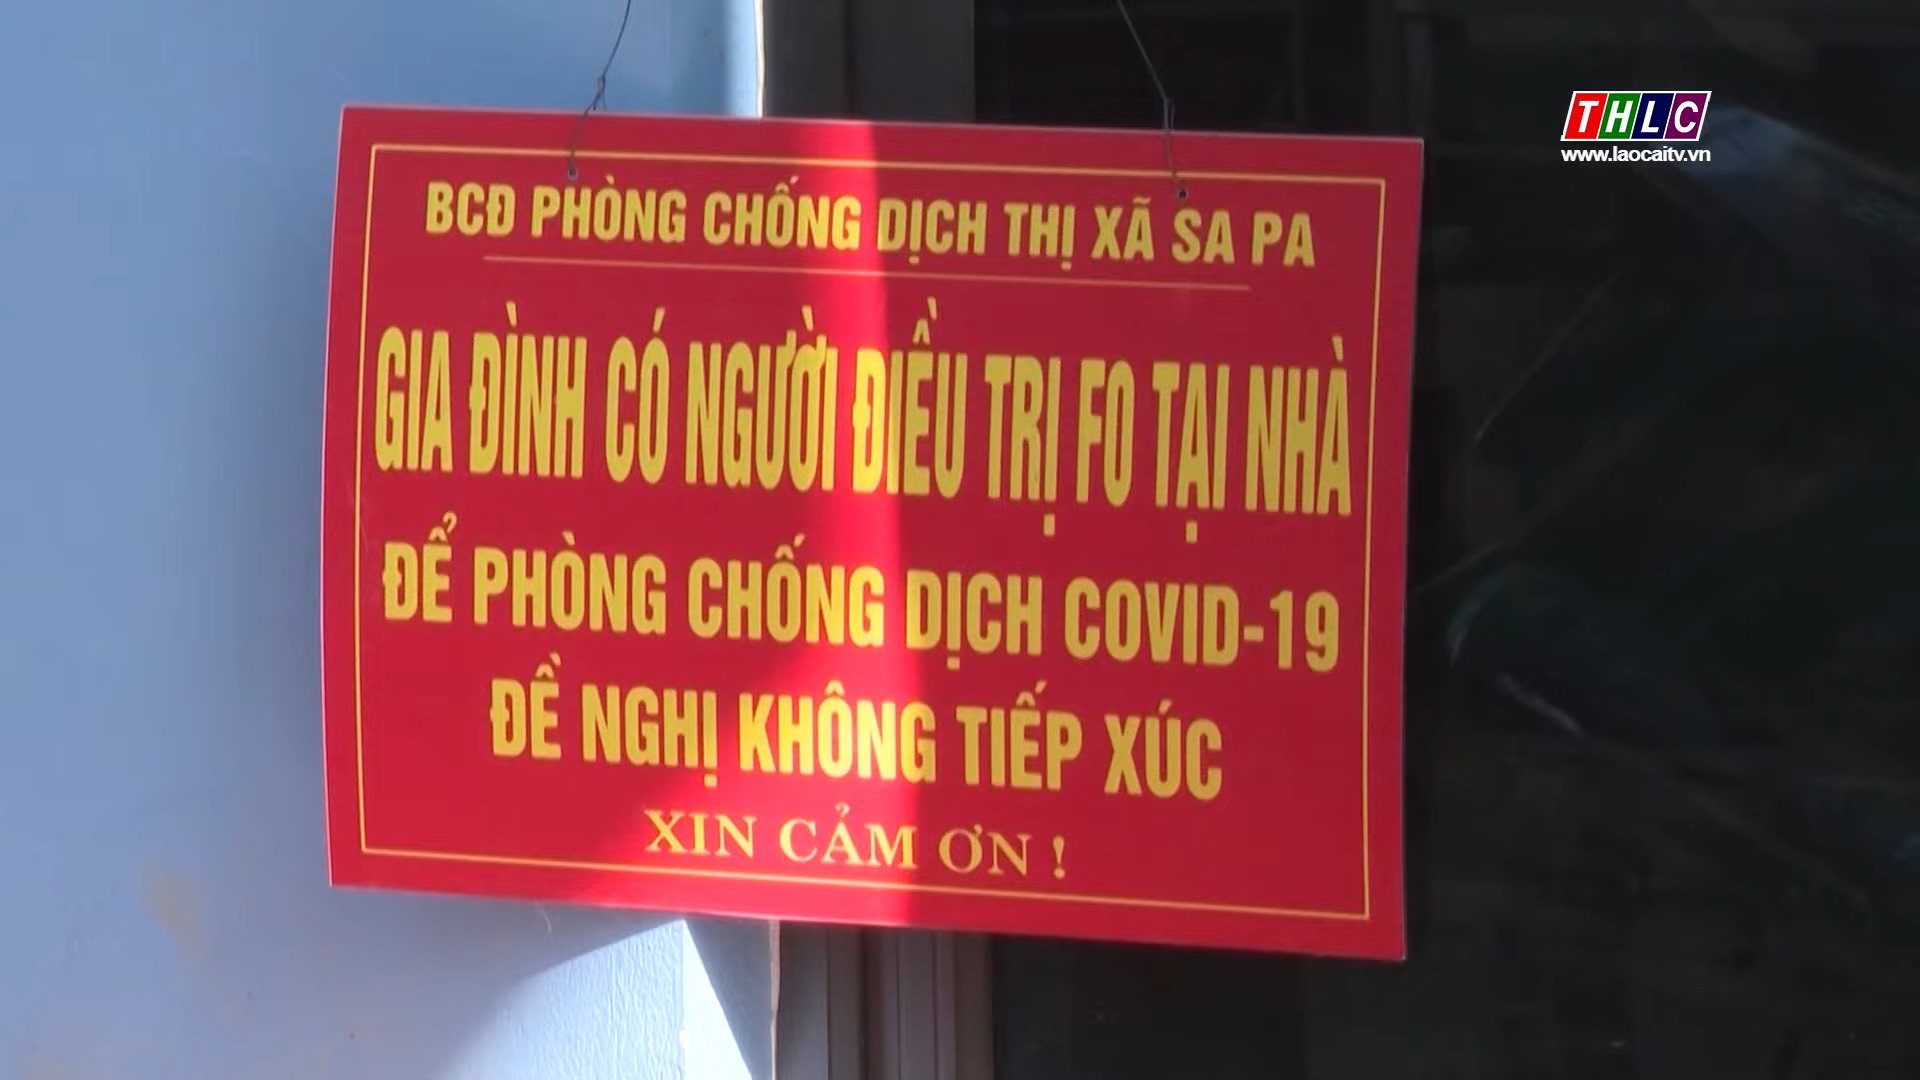 THLC
www.laocaitv.vn
BCĐ PHÒNG CHỐNG DỊCH THỊ XÃ SA PA
GIA ĐÌNH CÓ NGƯỜI ĐIỀU TRỊ F0 TẠI NHÀ
ĐỂ PHÒNG CHỐNG DỊCH COVID-19
ĐỀ NGHỊ KHÔNG TIẾP XÚC
XIN CẢM ƠN !